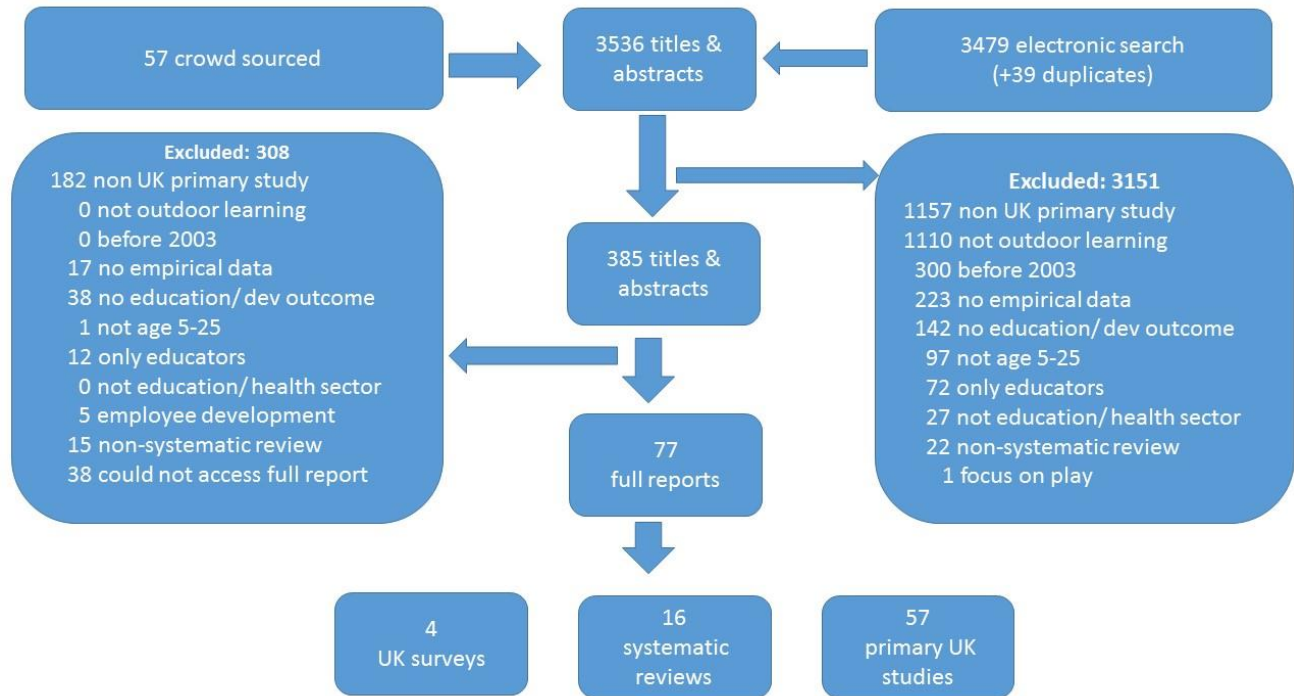 57 crowd sourced
3536 titles &
abstracts
3479 electronic search
(+39 duplicates)
Excluded: 308
182 non UK primary study
0 not outdoor learning
0 before 2003
17 no empirical data
38 no education/ dev outcome
1 not age 5-25
12 only educators
0 not education/ health sector
5 employee development
15 non-systematic review
38 could not access full report
385 titles &
abstracts
Excluded: 3151
1157 non UK primary study
1110 not outdoor learning
300 before 2003
223 no empirical data
142 no education/ dev outcome
97 not age 5-25
72 only educators
27 not education/ health sector
22 non-systematic review
1 focus on play
77
full reports
4
UK surveys
16
systematic
reviews
57
primary UK
studies